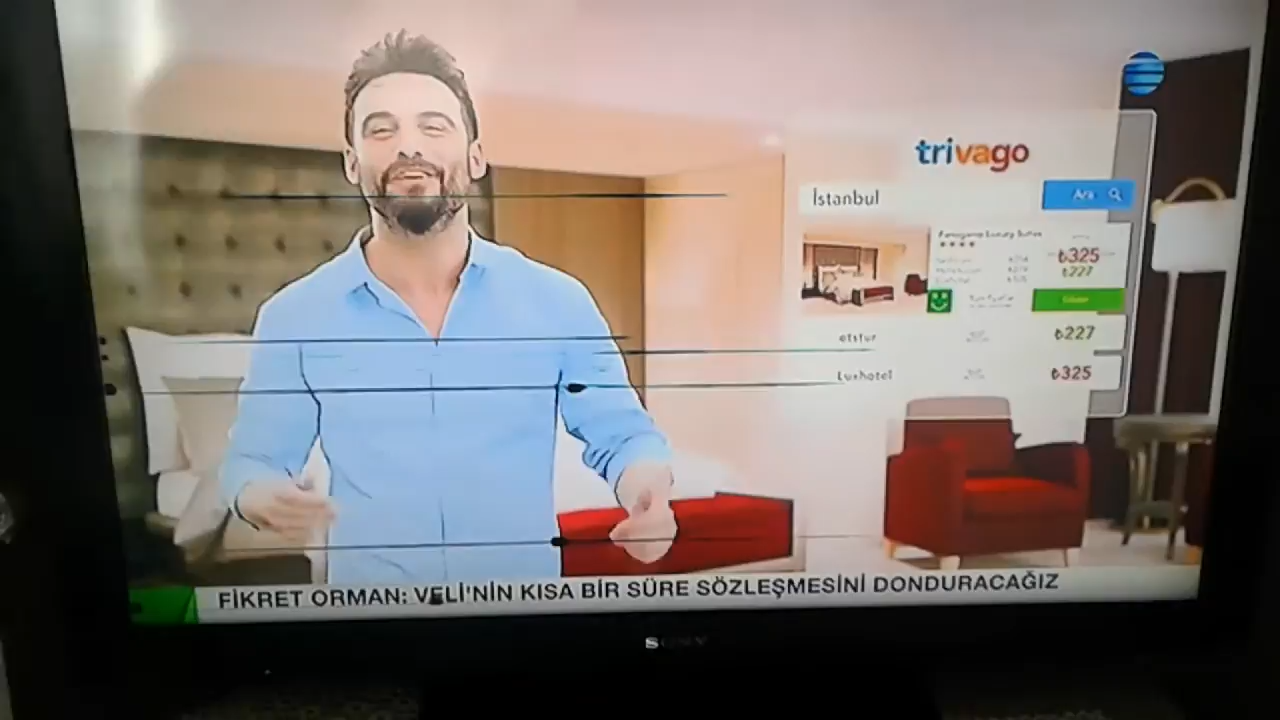 trivago
İstanbul
Ara
₺325
₺227
otstur
₺227
Luxhotel
₺325
FİKRET ORMAN: VELİ'NİN KISA BİR SÜRE SÖZLEŞMESİNİ DONDURACAĞIZ
SONY